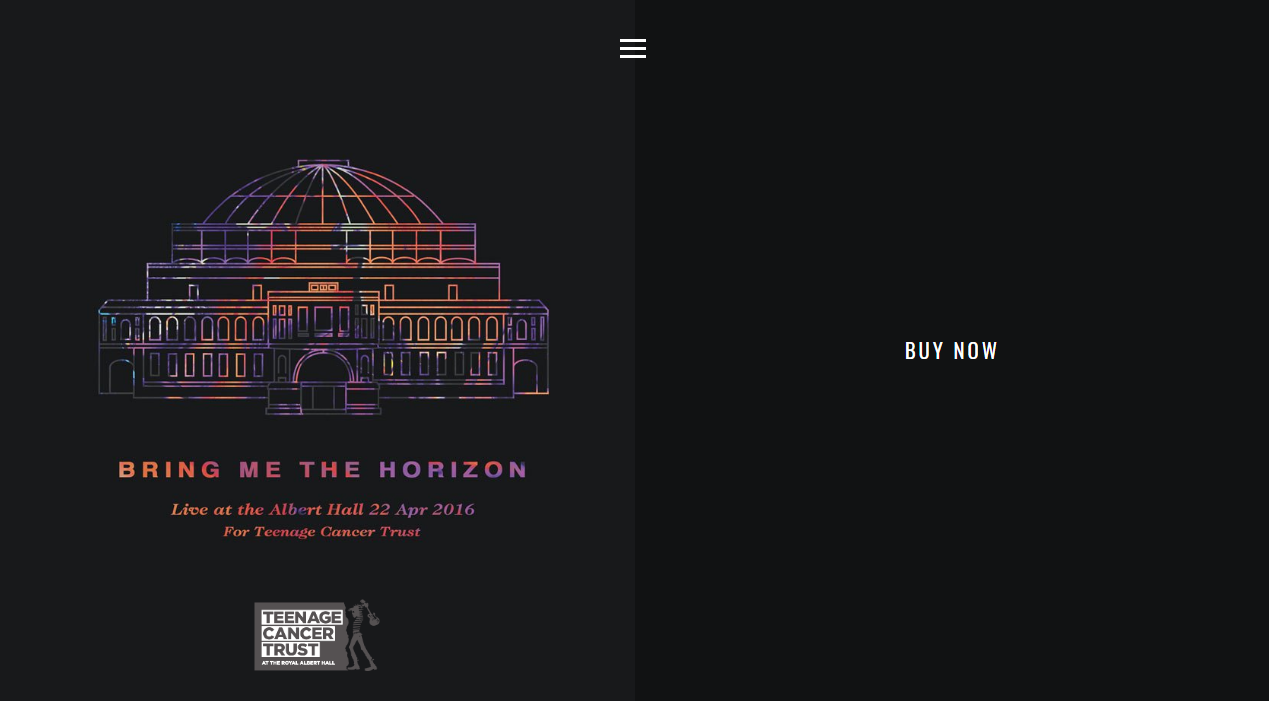 BRING ME THE HORIZON
Live at the Albert Hall 22 Apr 2016
For Teenage Cancer Trust
TEENAGE
CANCER
TRUST
AT THE ROYAL ALBERT HALL
BUY NOW